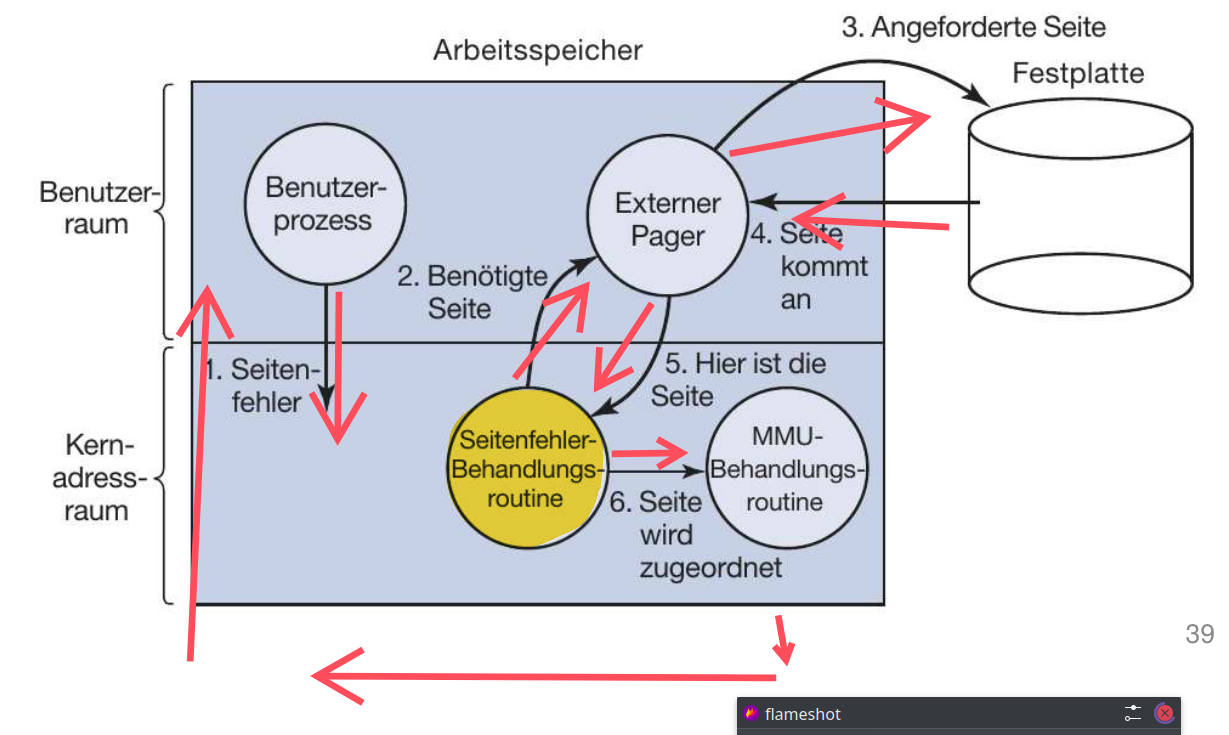 3. Angeforderte Seite
Arbeitsspeicher
Festplatte
Benutzer-
raum
Benutzer-
prozess
Externer
Pager
4. Seite
kommt
an
2. Benötigte
Seite
1. Seiten-
fehler
5. Hier ist die
Seite
Kern-
adress-
raum
Seitenfehler-
Behandlungs-
routine
MMU-
Behandlungs-
routine
6. Seite
wird
zugeordnet
39
flameshot